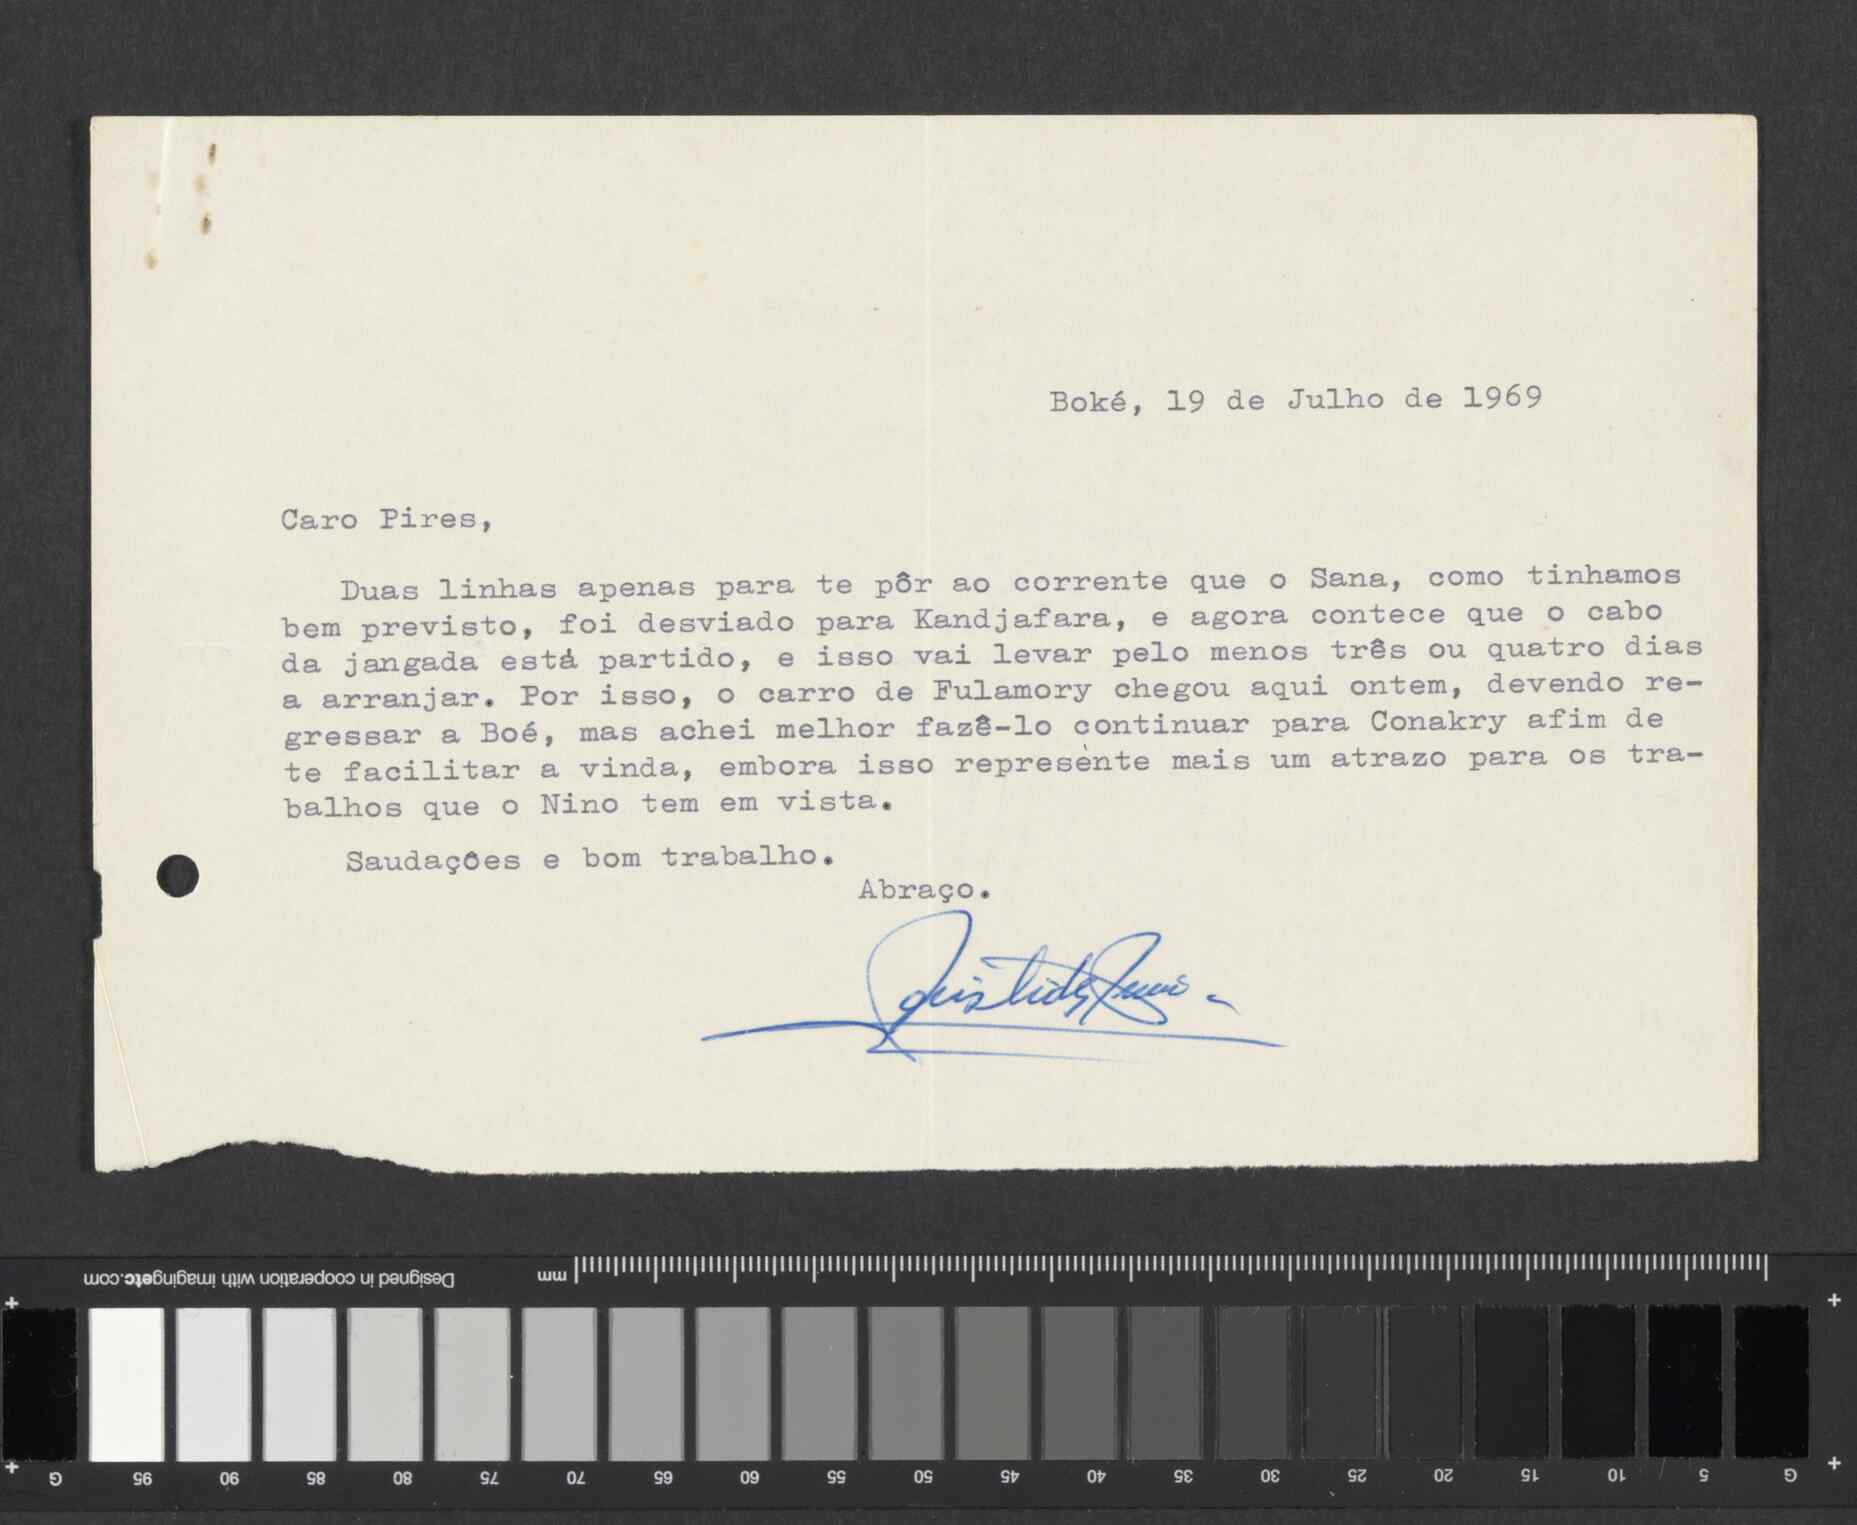 Boké, 19 de Julho de 1969
Caro Pires,
Duas linhas apenas para te pôr ao corrente que o Sana, como tinhamos
bem previsto, foi desviado para Kandjafara, e agora contece que o cabo
da jangada está partido, e isso vai levar pelo menos três ou quatro dias
a arranjar. Por isso, o carro de Fulamory chegou aqui ontem, devendo re-
gressar a Boé, mas achei melhor fazê-lo continuar para Conakry afim de
te facilitar a vinda, embora isso represente mais um atrazo para os tra-
balhos que o Nino tem em vista.
Saudações e bom trabalho.
Abraço.
Designed in cooperation with imagingetc.com
mm
G 95 90 85 80 75 70 65 60 55 50 45 40 35 30 25 20 15 10 5 G